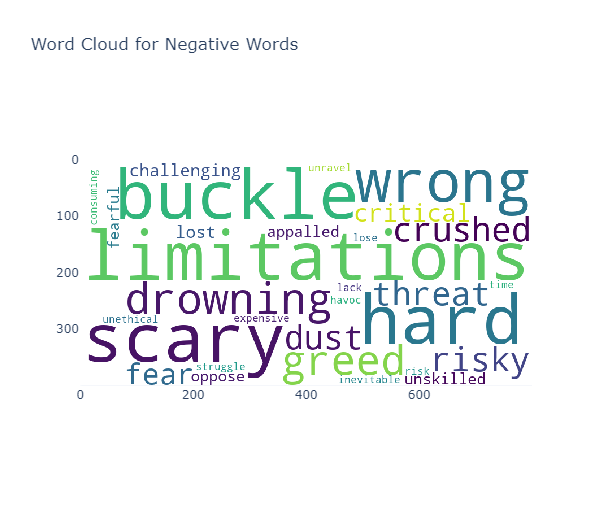 Word Cloud for Negative Words
0
100
200
300
0 200 400 600
consuming
fearful
challenging
buckle
unravel
wrong
critical
lost
appalled
lose
crushed
limitations
drowning
lack
havoc
threat
time
unethical
expensive
scary
dust
hard
greed
risky
fear
struggle
oppose
inevitable
risk
unskilled